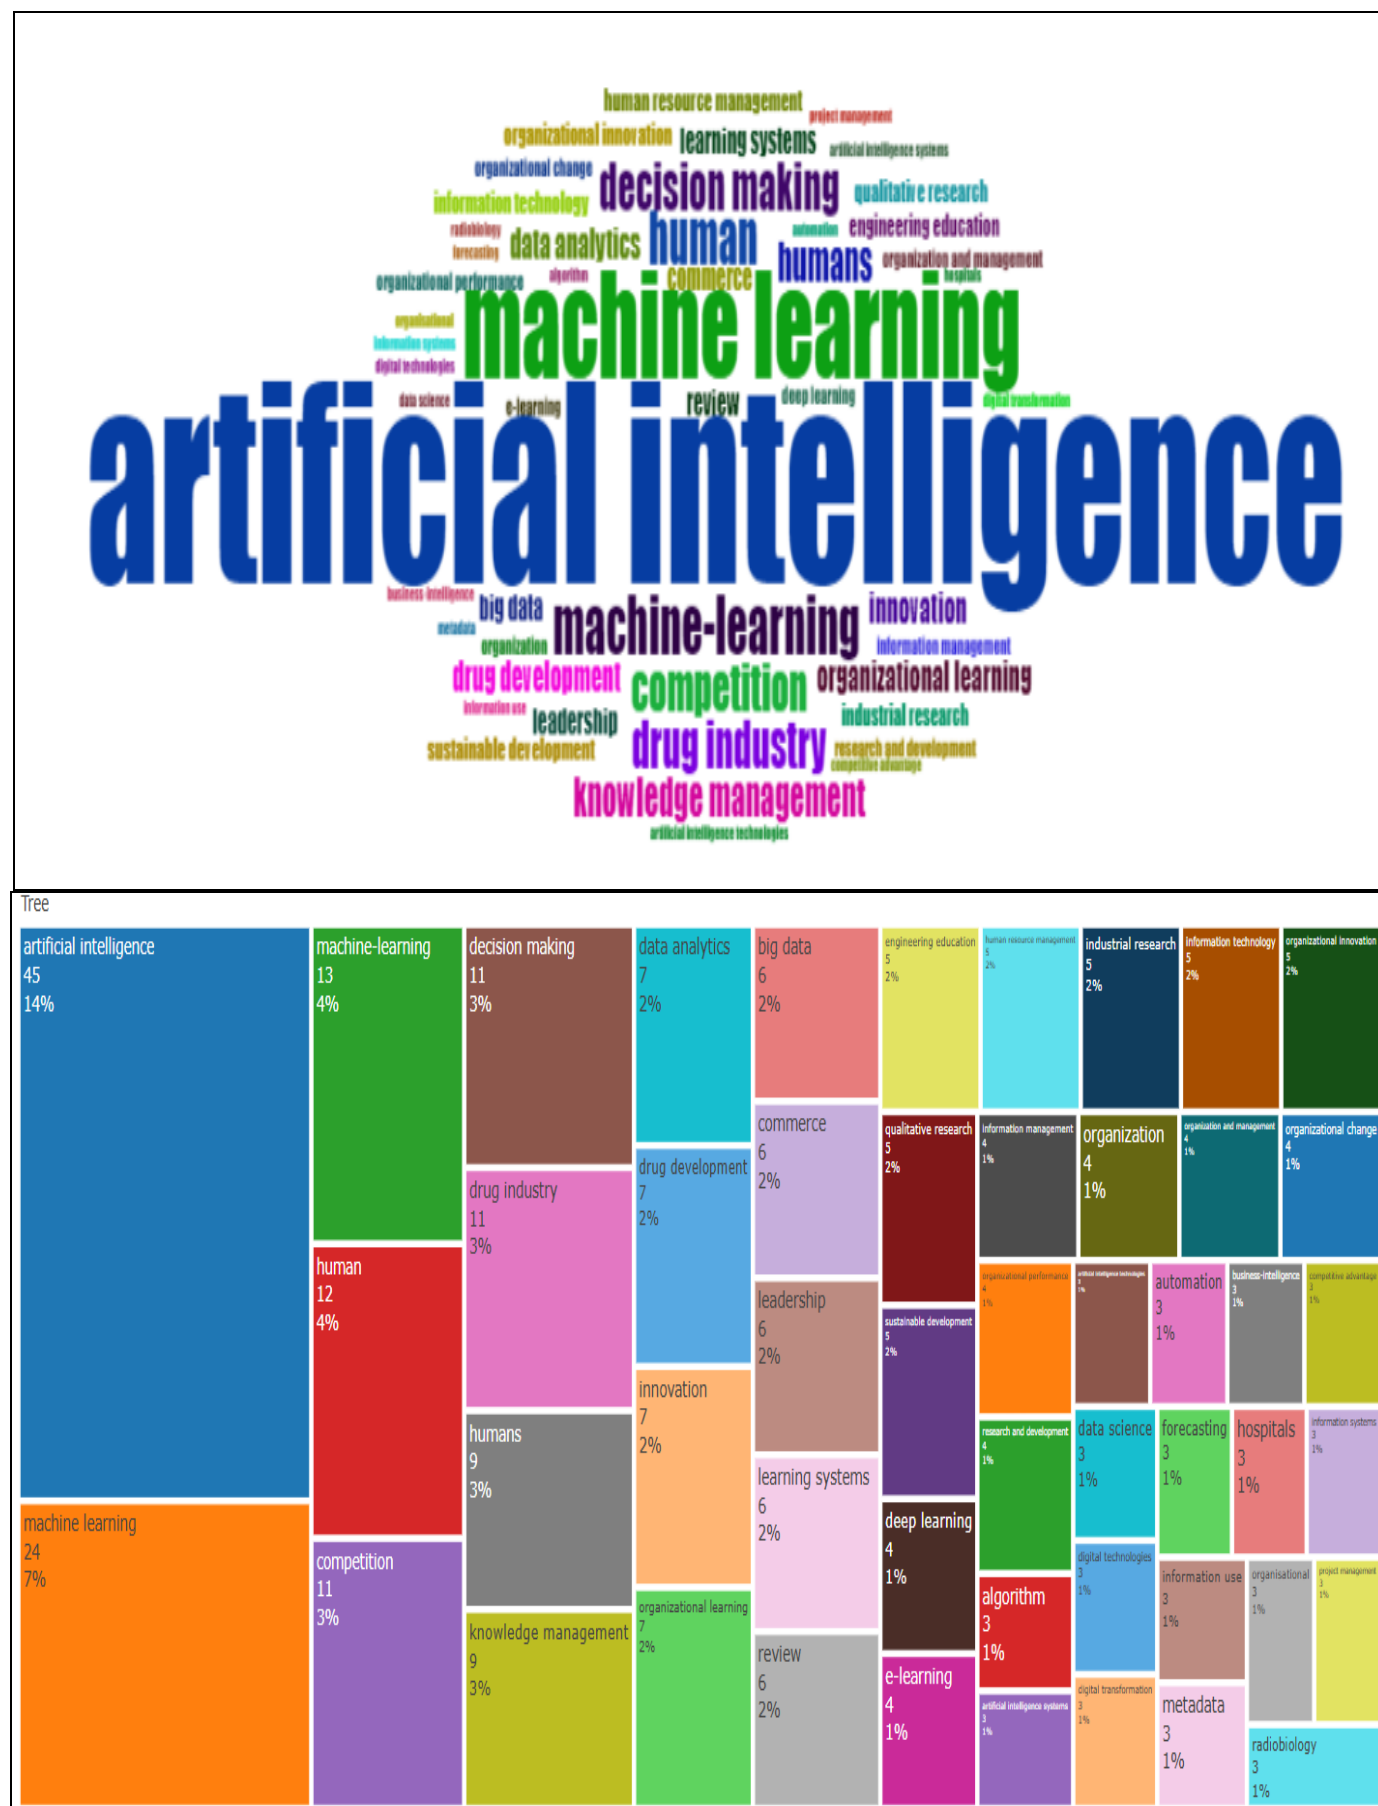 human resource management
project management
organizational innovation
learning systems
artificial intelligence systems
organizational change
decision making
qualitative research
information technology
human
engineering education
radiobiology
automation
forecasting
data analytics
humans
organization and management
algorithm
commerce
hospitals
organizational performance
machine learning
organisational
information systems
digital technologies
data science
e-learning
review
deep learning
digital transformation
artificial intelligence
business-intelligence
big data
machine-learning
innovation
metadata
organization
information management
drug development
competition
organizational learning
information use
leadership
industrial research
sustainable development
drug industry
research and development
competitive advantage
knowledge management
artificial intelligence technologies
Tree
artificial intelligence
45
14%
machine learning
24
7%
machine-learning
13
4%
human
12
4%
competition
11
3%
decision making
11
3%
drug industry
11
3%
humans
9
3%
knowledge management
9
3%
data analytics
7
2%
drug development
7
2%
innovation
7
2%
organizational learning
7
2%
big data
6
2%
commerce
6
2%
leadership
6
2%
learning systems
6
2%
review
6
2%
engineering education
5
2%
human resource management
5
2%
industrial research
5
2%
information technology
5
2%
organizational innovation
5
2%
qualitative research
5
2%
sustainable development
5
2%
deep learning
4
1%
e-learning
4
1%
information management
4
1%
organization
4
1%
organization and management
4
1%
organizational change
4
1%
organizational performance
4
1%
research and development
4
1%
algorithm
3
1%
artificial intelligence systems
3
1%
artificial intelligence technologies
3
1%
automation
3
1%
business-intelligence
3
1%
competitive advantage
3
1%
data science
3
1%
digital technologies
3
1%
digital transformation
3
1%
forecasting
3
1%
hospitals
3
1%
information systems
3
1%
information use
3
1%
metadata
3
1%
organisational
3
1%
project management
3
1%
radiobiology
3
1%